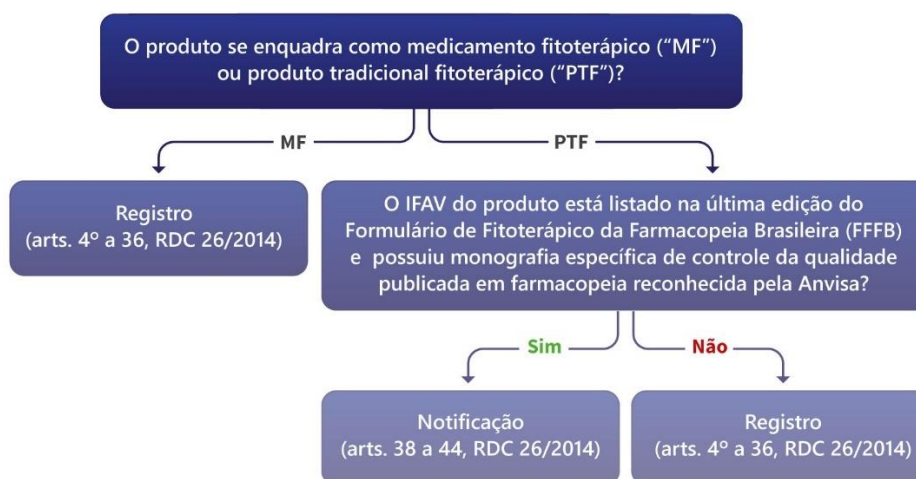 O produto se enquadra como medicamento fitoterápico (“MF”)
ou produto tradicional fitoterápico (“PTF”)?
MF
PTF
Registro
(arts. 4º a 36, RDC 26/2014)
O IFAV do produto está listado na última edição do
Formulário de Fitoterápico da Farmacopeia Brasileira (FFFB)
e possuiu monografia específica de controle da qualidade
publicada em farmacopeia reconhecida pela Anvisa?
Sim
Não
Notificação
(arts. 38 a 44, RDC 26/2014)
Registro
(arts. 4º a 36, RDC 26/2014)